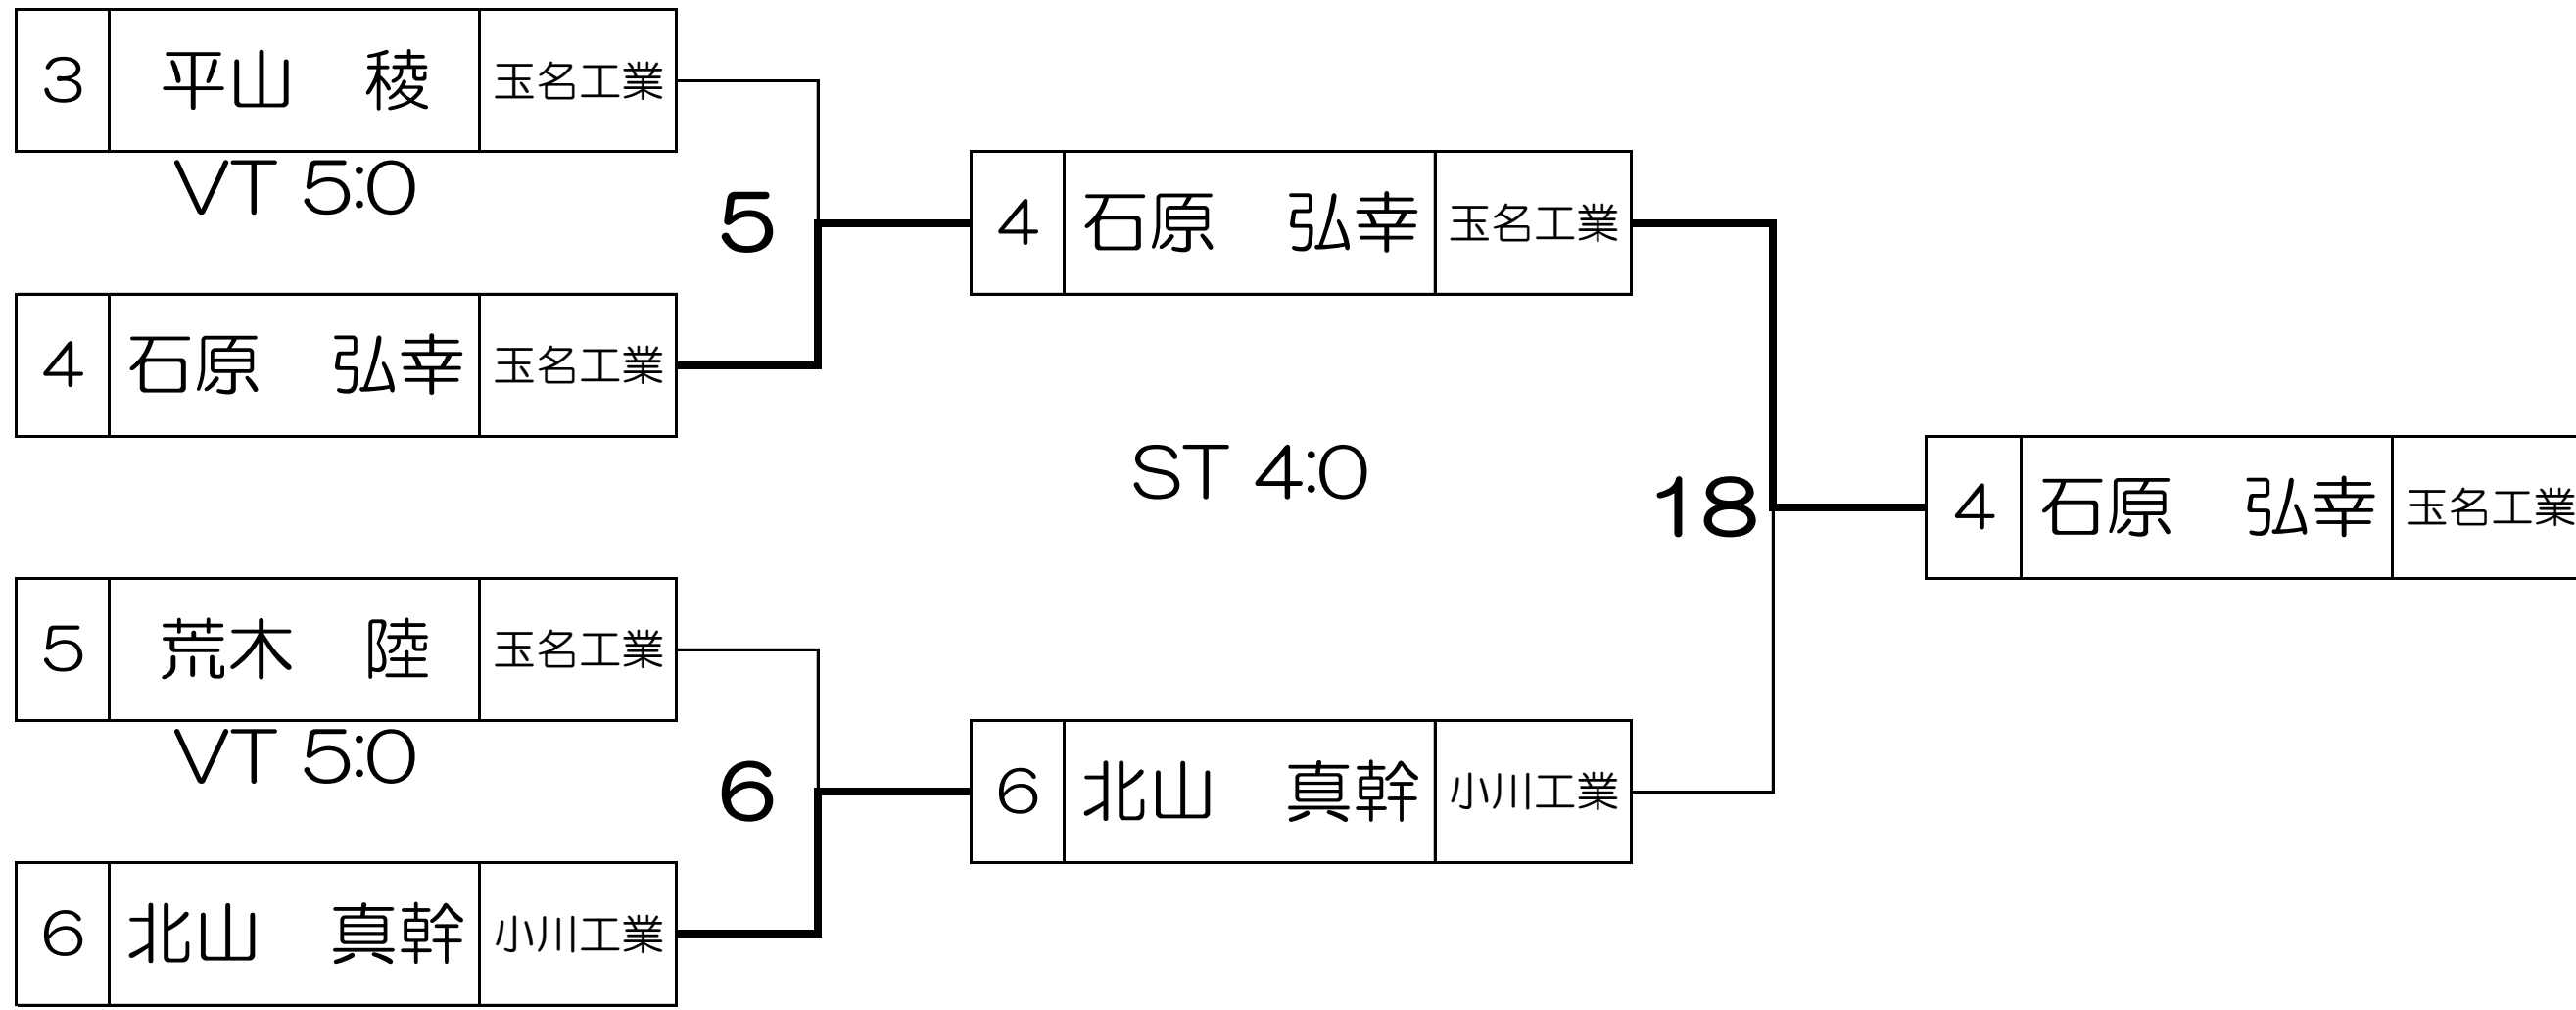 3 平山 稜 玉名工業
VT 5:0
5
4 石原 弘幸 玉名工業
4 石原 弘幸 玉名工業
ST 4:0
18
4 石原 弘幸 玉名工業
5 荒木 陸 玉名工業
VT 5:0
6
6 北山 真幹 小川工業
6 北山 真幹 小川工業